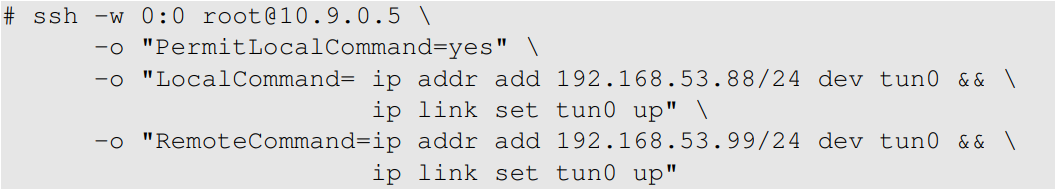 # ssh -w 0:0 root@10.9.0.5 \
-o "PermitLocalCommand=yes" \
-o "LocalCommand= ip addr add 192.168.53.88/24 dev tun0 && \
ip link set tun0 up" \
-o "RemoteCommand=ip addr add 192.168.53.99/24 dev tun0 && \
ip link set tun0 up"